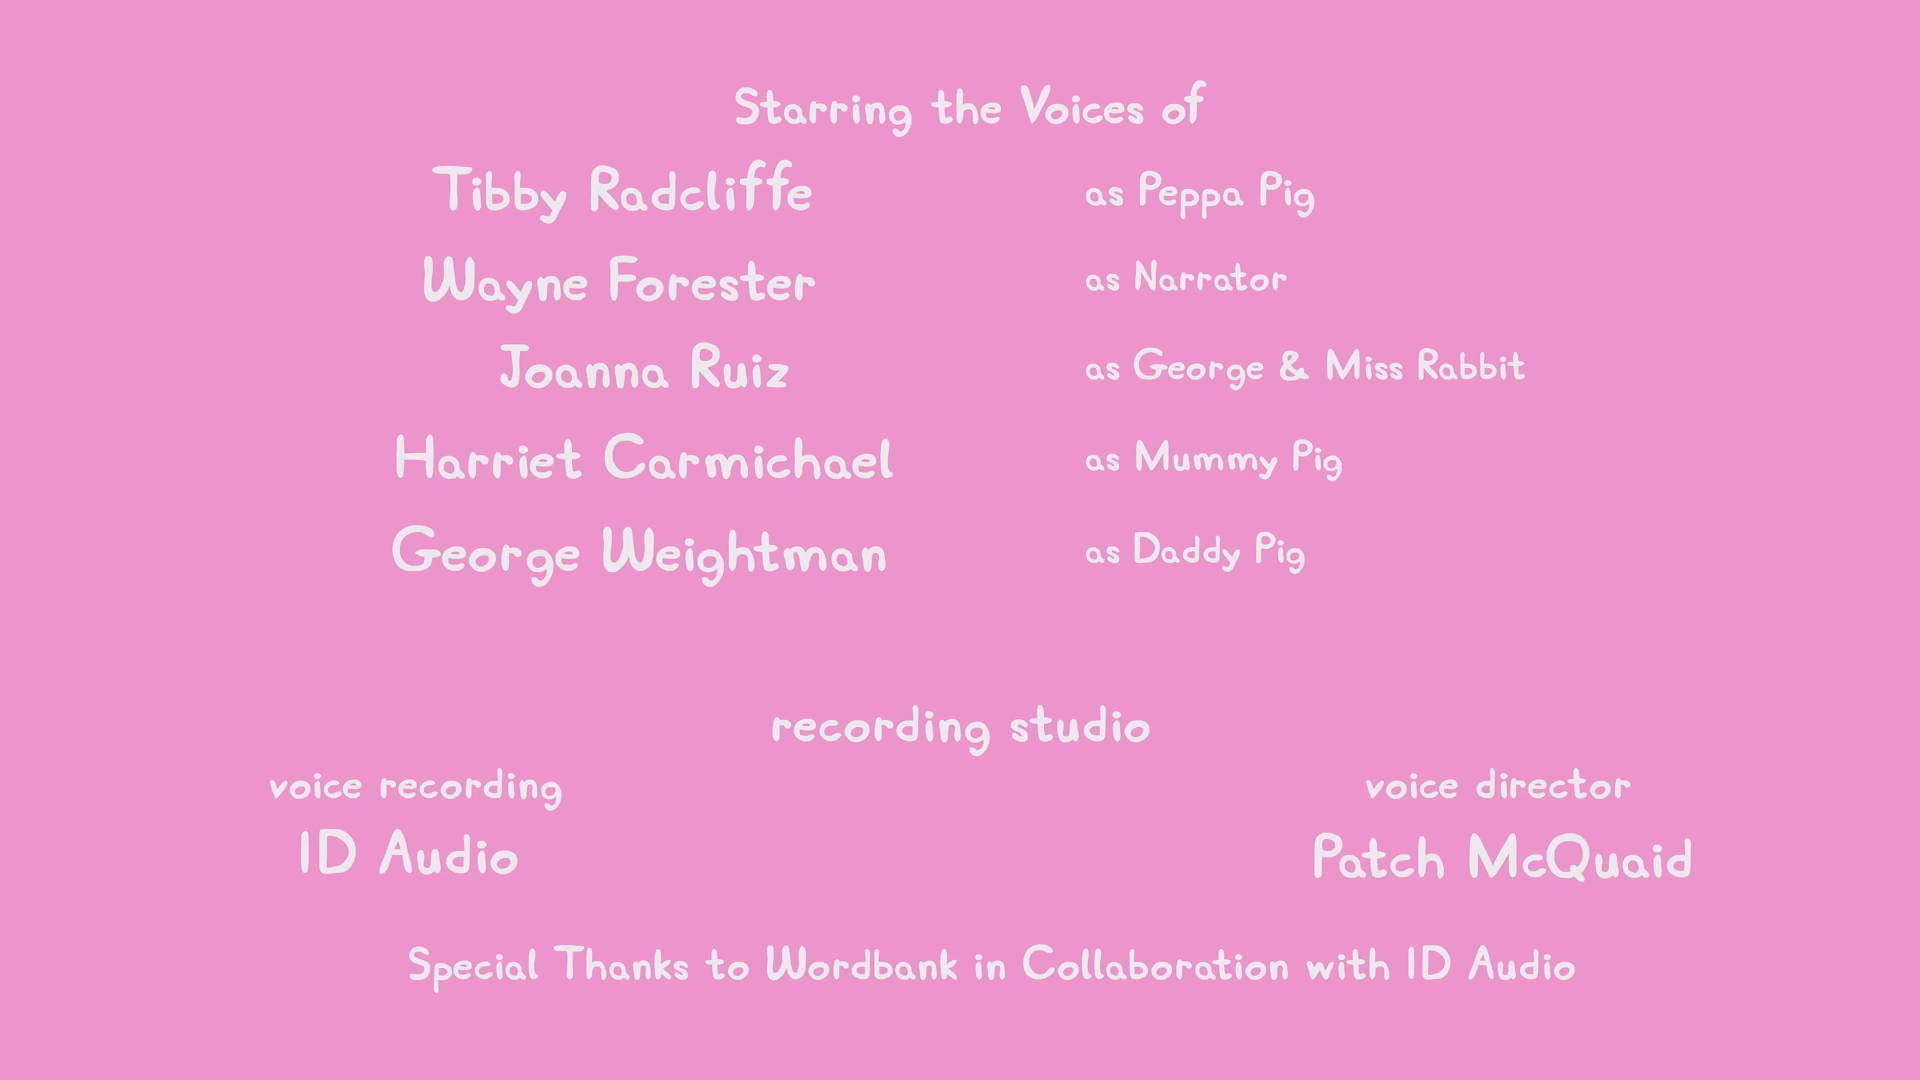 Starring the Voices of
Tibby Radcliffe as Peppa Pig
Wayne Forester as Narrator
Joanna Ruiz as George & Miss Rabbit
Harriet Carmichael as Mummy Pig
George Weightman as Daddy Pig
recording studio
voice recording voice director
ID Audio Patch McQuaid
Special Thanks to Wordbank in Collaboration with ID Audio